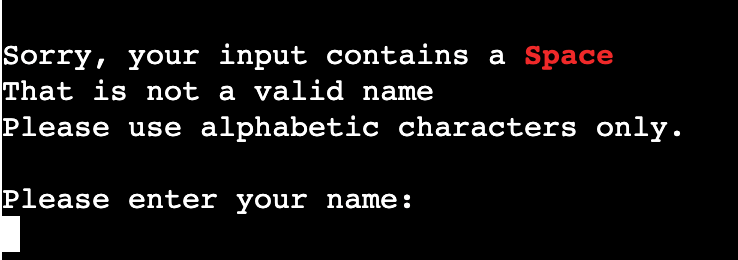 Sorry, your input contains a Space
That is not a valid name
Please use alphabetic characters only.
Please enter your name: